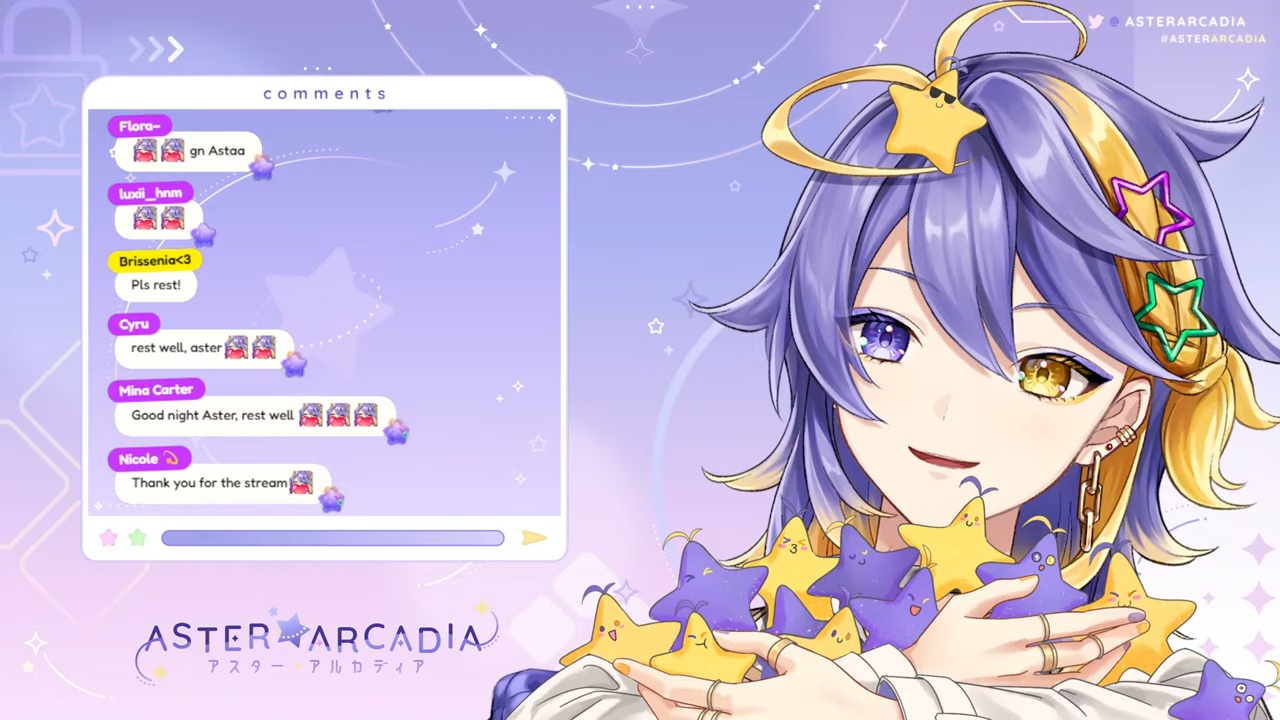 @ ASTERARCADIA
#ASTERARCADIA
comments
Flora~
gn Astaa
luxii_hnm
Brissenia<3
Pls rest!
Cyru
rest well, aster
Mina Carter
Good night Aster, rest well
Nicole
Thank you for the stream
ASTER ARCADIA
アスター アルカディア